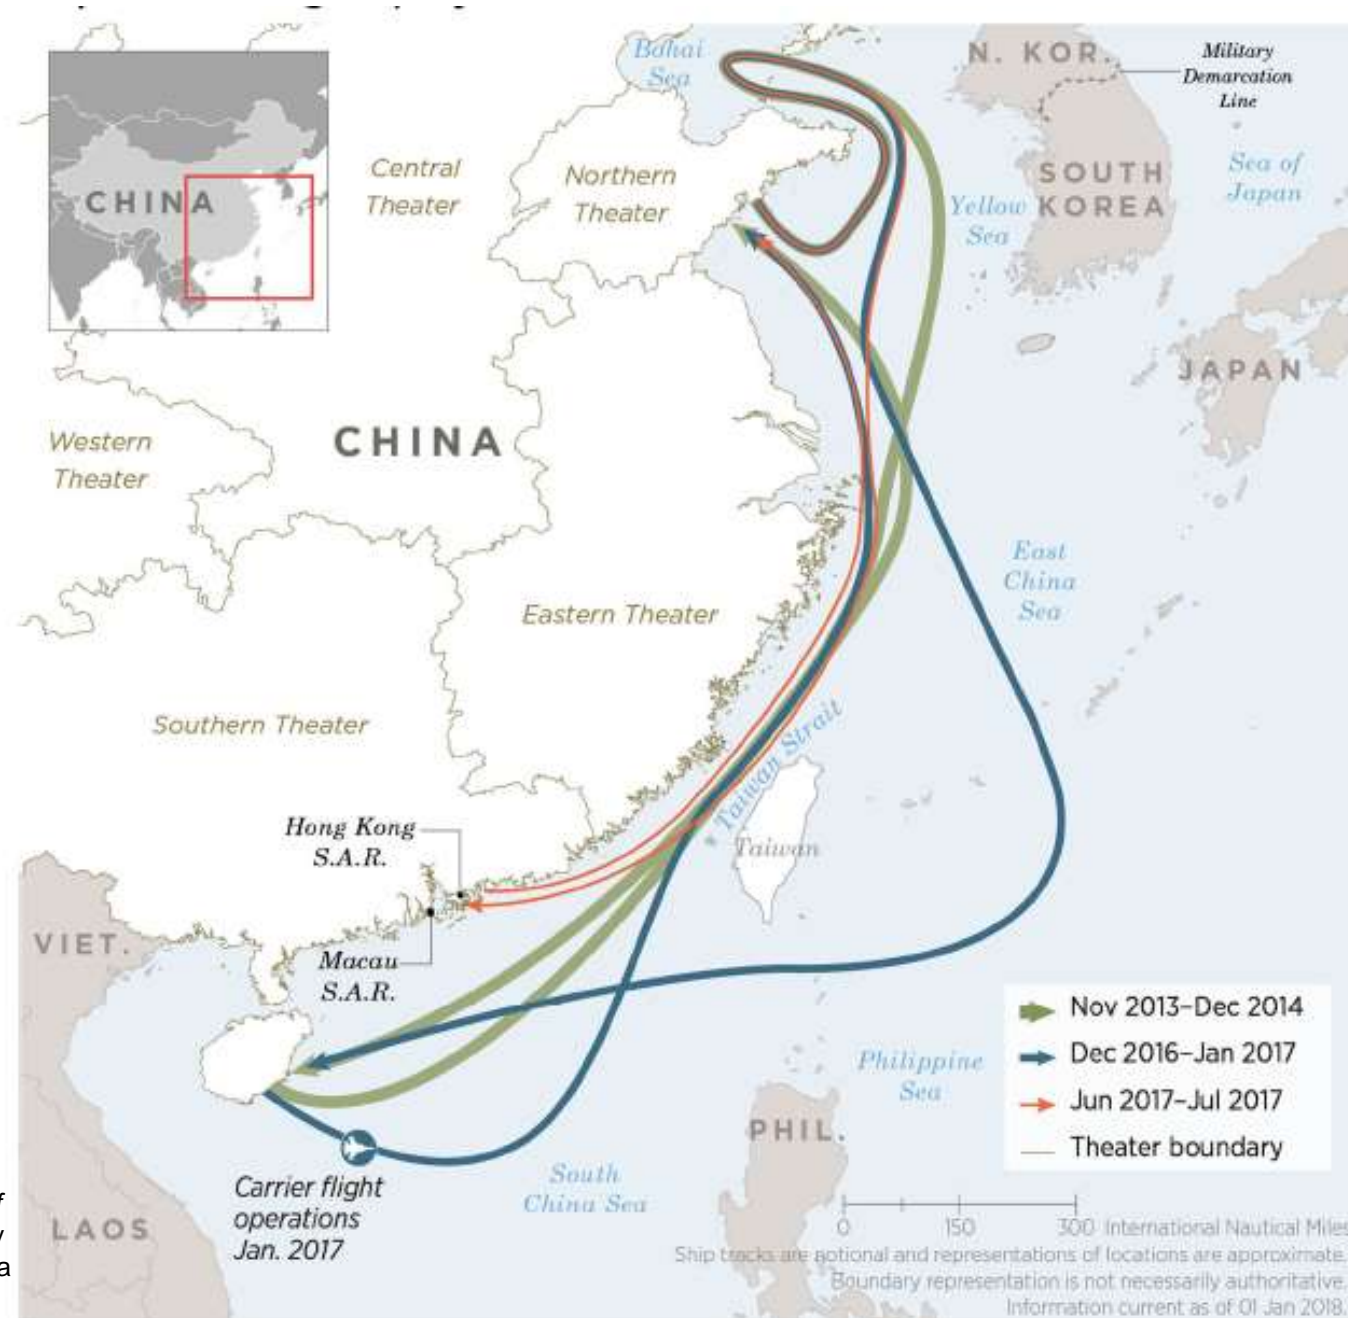 Bohai
Sea
N. KOR.
Military
Demarcation
Line
CHINA
Central
Theater
Northern
Theater
SOUTH
KOREA
Sea of
Japan
Yellow
Sea
JAPAN
Western
Theater
CHINA
East
China
Sea
Eastern Theater
Southern Theater
Taiwan Strait
Taiwan
Hong Kong
S.A.R.
VIET.
Macau
S.A.R.
Nov 2013–Dec 2014
Dec 2016–Jan 2017
Jun 2017–Jul 2017
Theater boundary
Philippine
Sea
PHIL.
South
China Sea
Carrier flight
operations
Jan. 2017
LAOS
0 150 300 International Nautical Miles
Ship tracks are notional and representations of locations are approximate.
Boundary representation is not necessarily authoritative.
Information current as of 01 Jan 2018.